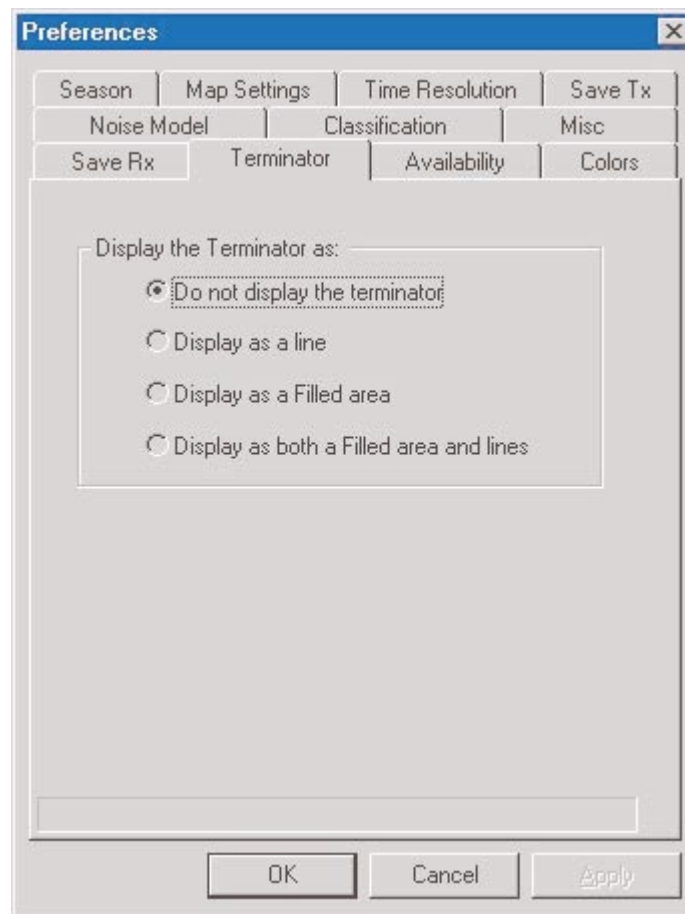 Preferences
Season Map Settings Time Resolution Save Tx
Noise Model Classification Misc
Save Rx Terminator Availability Colors
Display the Terminator as:
Do not display the terminator
Display as a line
Display as a Filled area
Display as both a Filled area and lines
OK Cancel Apply